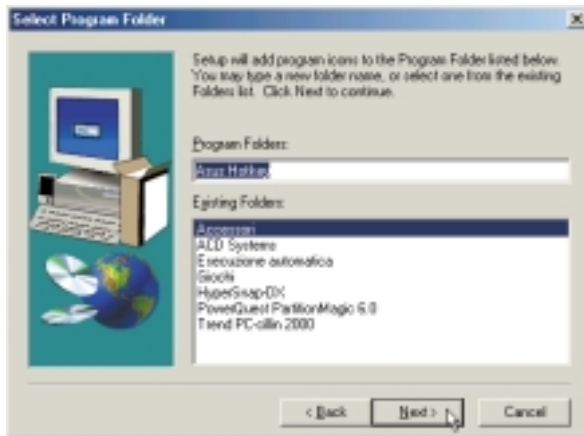 Select Program Folder
Setup will add program icons to the Program Folder listed below.
You may type a new folder name, or select one from the existing
Folders list. Click Next to continue.
Program Folders:
Asus Hotkey
Existing Folders:
Accessori
ACD Systems
Esecuzione automatica
Giochi
HyperSnap-DX
PowerQuest PartitionMagic 6.0
Trend PC-cillin 2000
< Back
Next >
Cancel